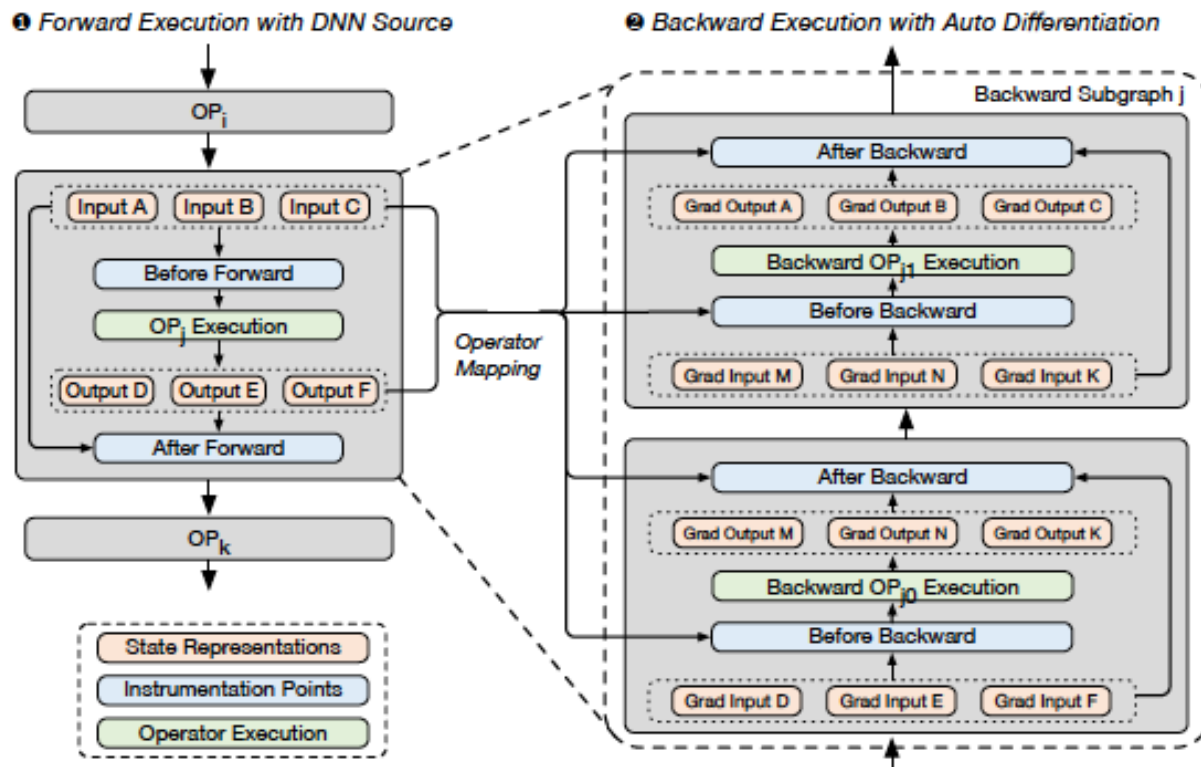 ❶ Forward Execution with DNN Source
OPi
Input A Input B Input C
Before Forward
OPj Execution
Output D Output E Output F
After Forward
OPk
State Representations
Instrumentation Points
Operator Execution
Operator
Mapping
❷ Backward Execution with Auto Differentiation
Backward Subgraph j
After Backward
Grad Output A Grad Output B Grad Output C
Backward OPj1 Execution
Before Backward
Grad Input M Grad Input N Grad Input K
After Backward
Grad Output M Grad Output N Grad Output K
Backward OPj0 Execution
Before Backward
Grad Input D Grad Input E Grad Input F